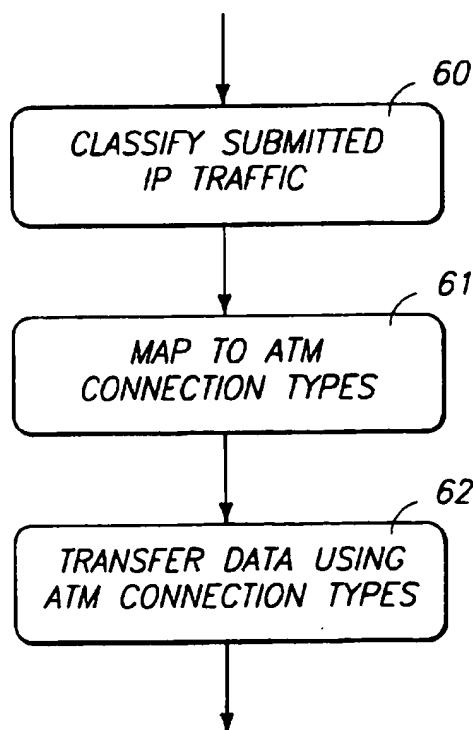 60
CLASSIFY SUBMITTED
IP TRAFFIC
61
MAP TO ATM
CONNECTION TYPES
62
TRANSFER DATA USING
ATM CONNECTION TYPES